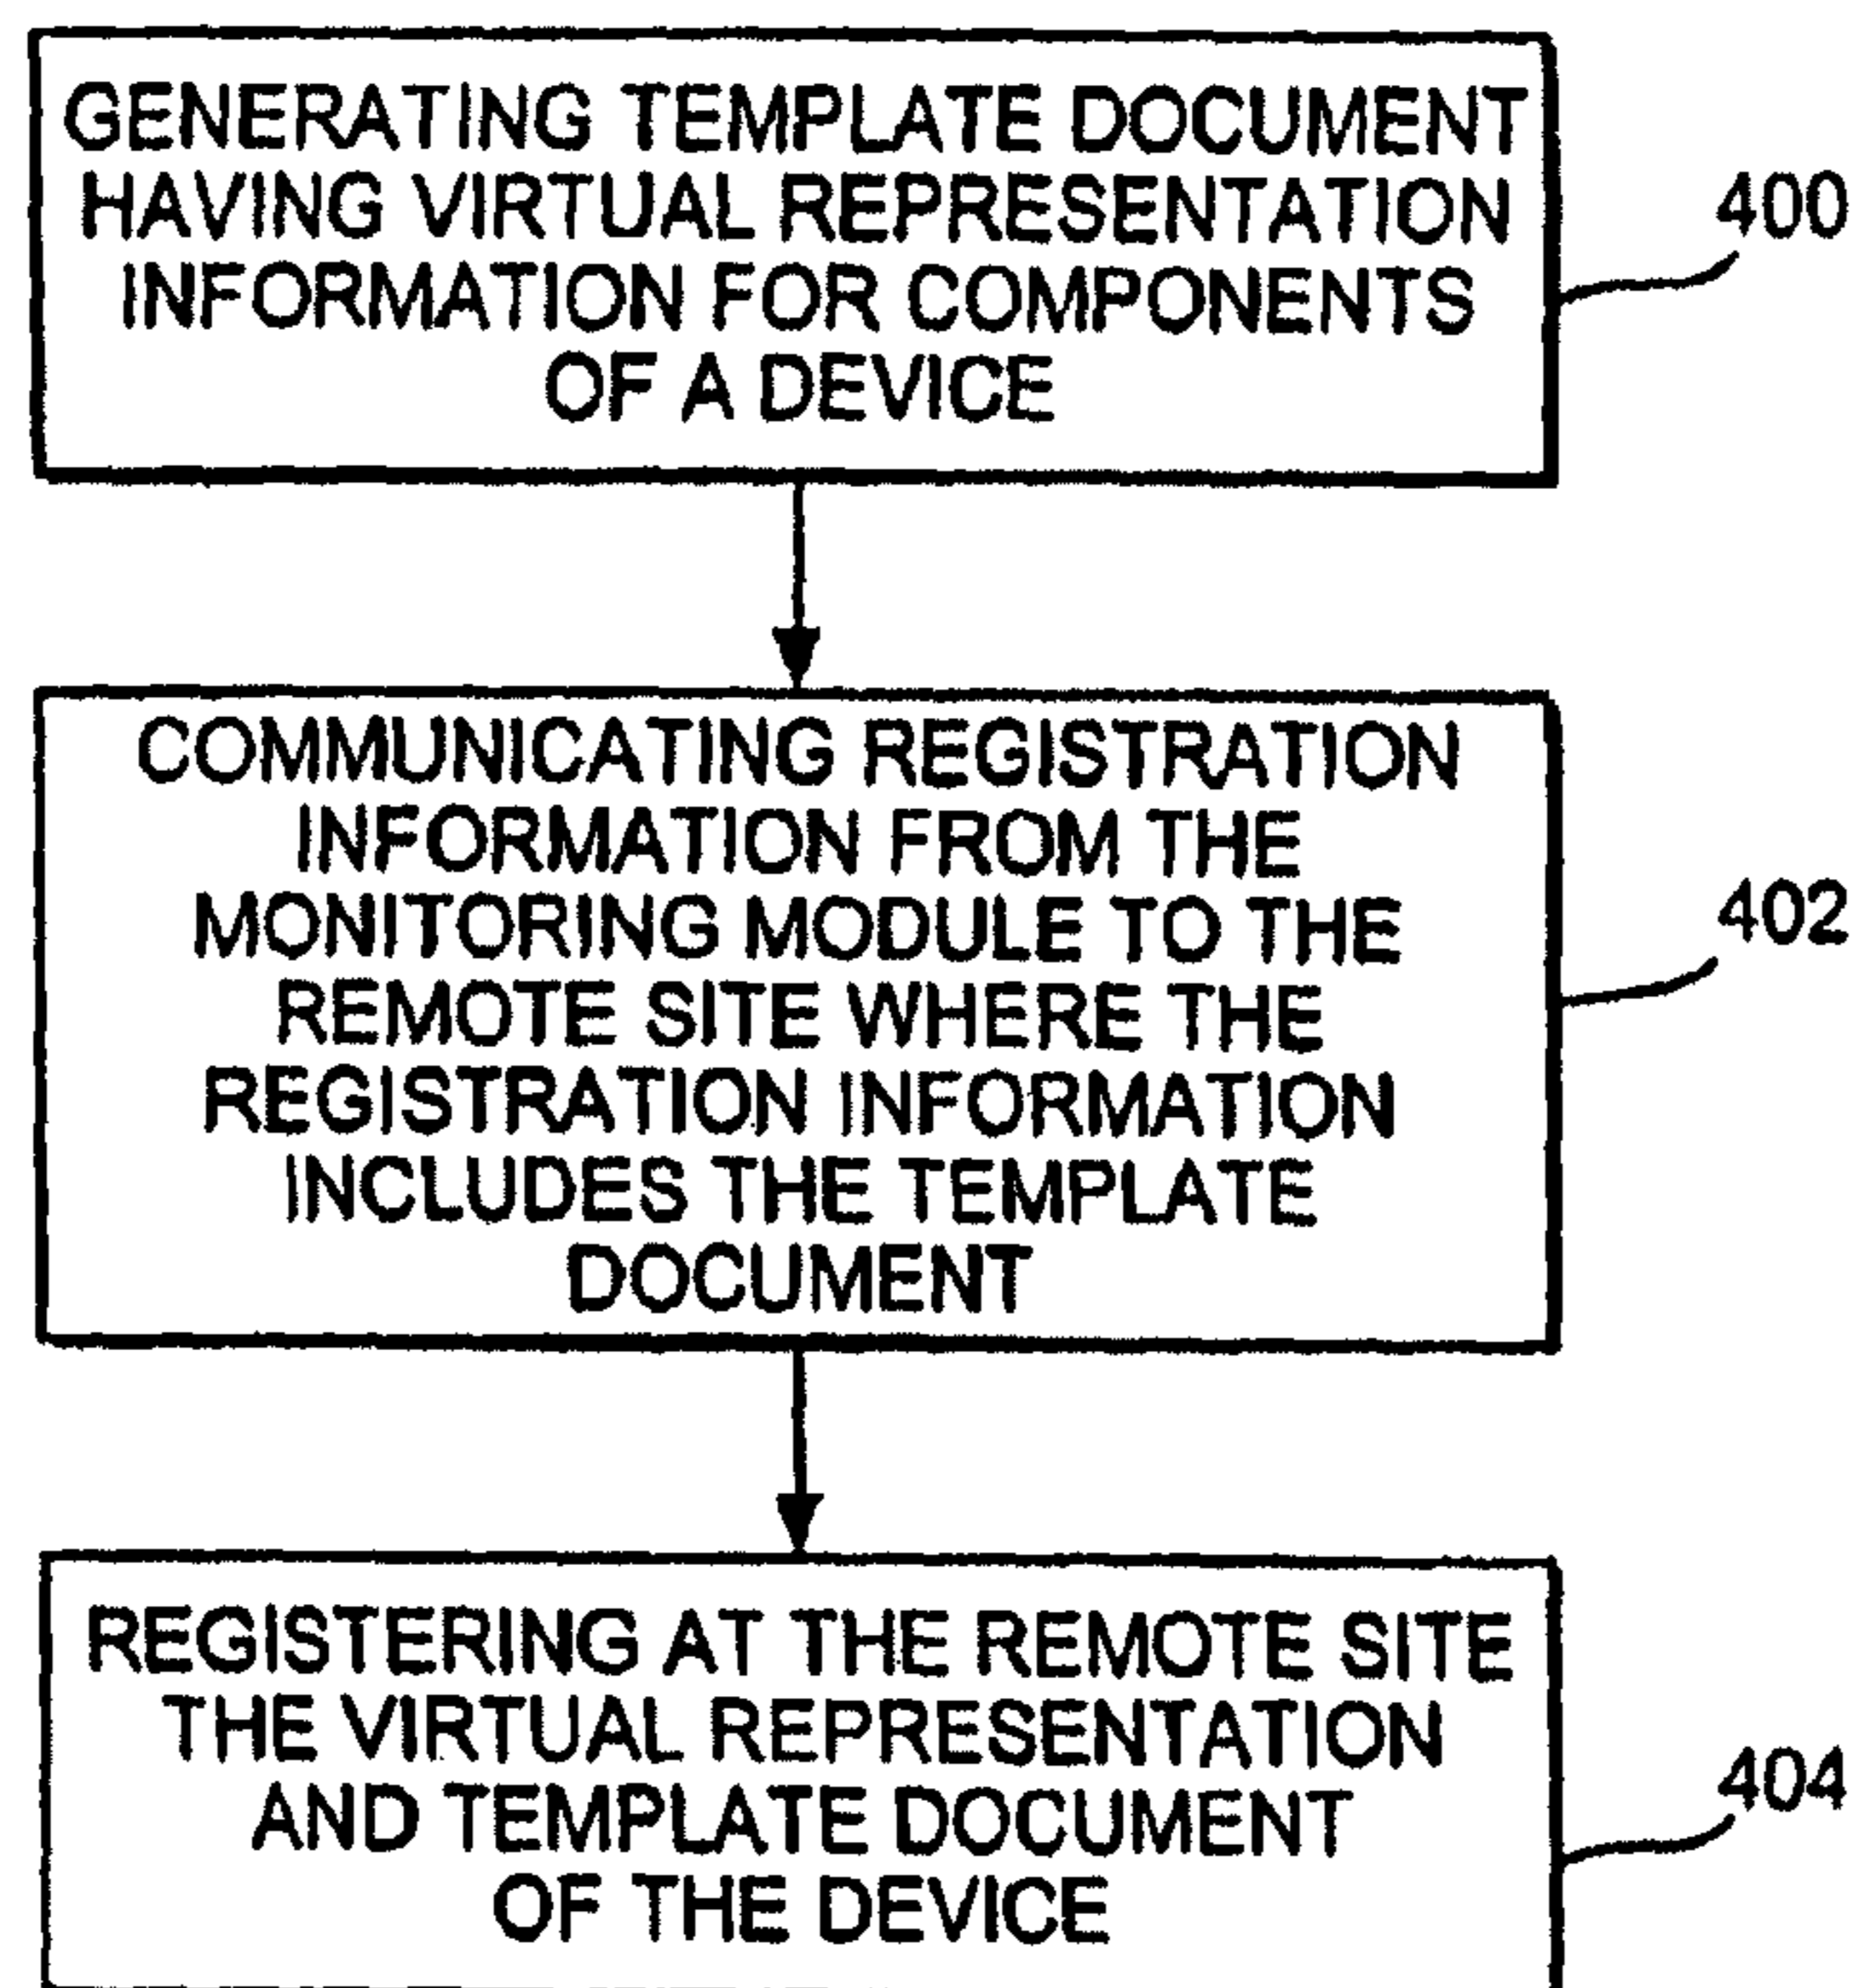 GENERATING TEMPLATE DOCUMENT
HAVING VIRTUAL REPRESENTATION
INFORMATION FOR COMPONENTS
OF A DEVICE
400
COMMUNICATING REGISTRATION
INFORMATION FROM THE
MONITORING MODULE TO THE
REMOTE SITE WHERE THE
REGISTRATION INFORMATION
INCLUDES THE TEMPLATE
DOCUMENT
402
REGISTERING AT THE REMOTE SITE
THE VIRTUAL REPRESENTATION
AND TEMPLATE DOCUMENT
OF THE DEVICE
404